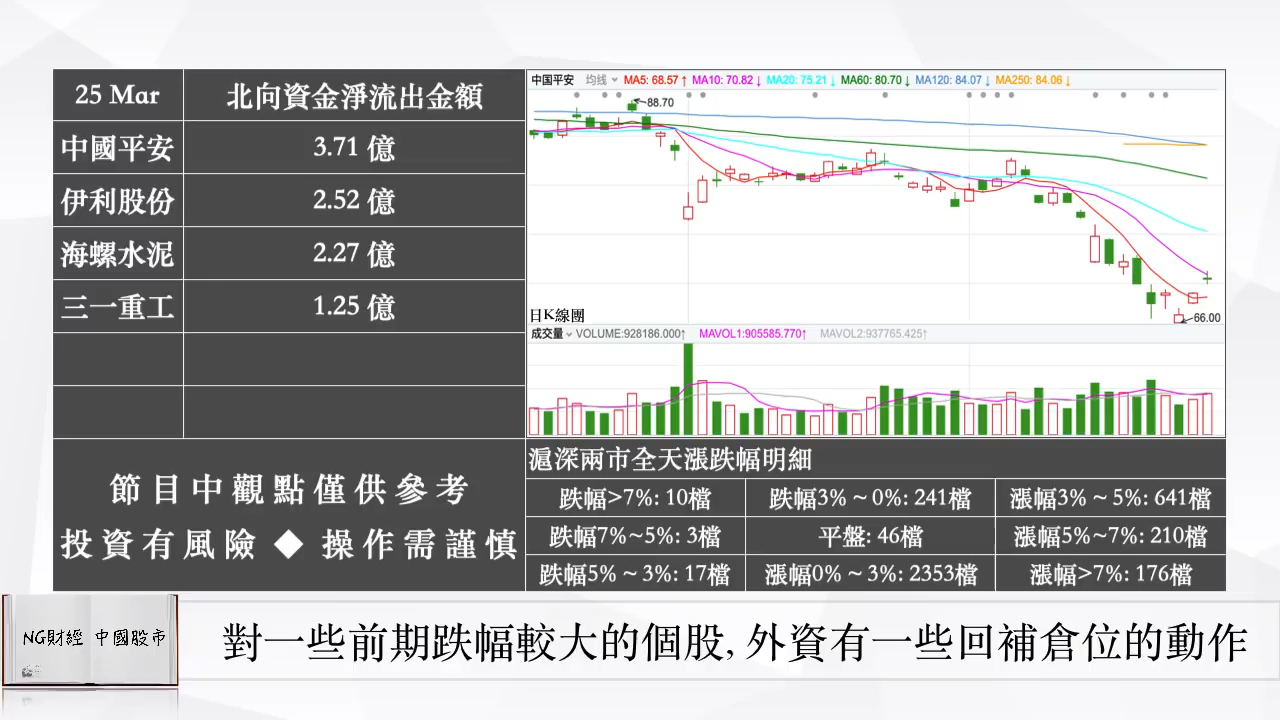 25 Mar 北向資金淨流出金額
中國平安 3.71 億
伊利股份 2.52 億
海螺水泥 2.27 億
三一重工 1.25 億
節目中觀點僅供參考
投資有風險 ◆ 操作需謹慎
中国平安 均线 MA5: 68.57↑ MA10: 70.82↓ MA20: 75.21↓ MA60: 80.70↓ MA120: 84.07↓ MA250: 84.06↓
88.70
66.00
日K線團
成交量 VOLUME:928186.000↑ MAVOL1:905585.770↑ MAVOL2:937765.425↑
滬深兩市全天漲跌幅明細
跌幅>7%: 10檔 跌幅3% ~ 0%: 241檔 漲幅3% ~ 5%: 641檔
跌幅7%~5%: 3檔 平盤: 46檔 漲幅5%~7%: 210檔
跌幅5% ~ 3%: 17檔 漲幅0% ~ 3%: 2353檔 漲幅>7%: 176檔
NG財經 中國股市
對一些前期跌幅較大的個股, 外資有一些回補倉位的動作